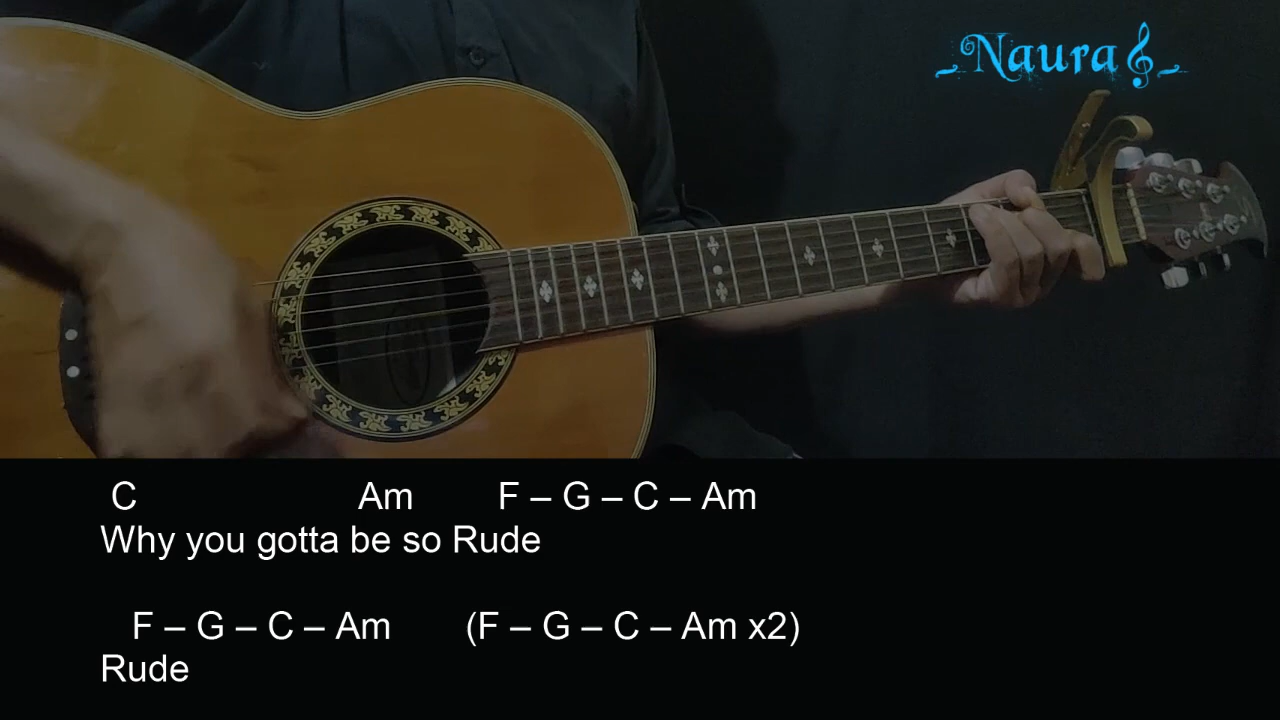 Naura
C Am F – G – C – Am
Why you gotta be so Rude
F – G – C – Am (F – G – C – Am x2)
Rude